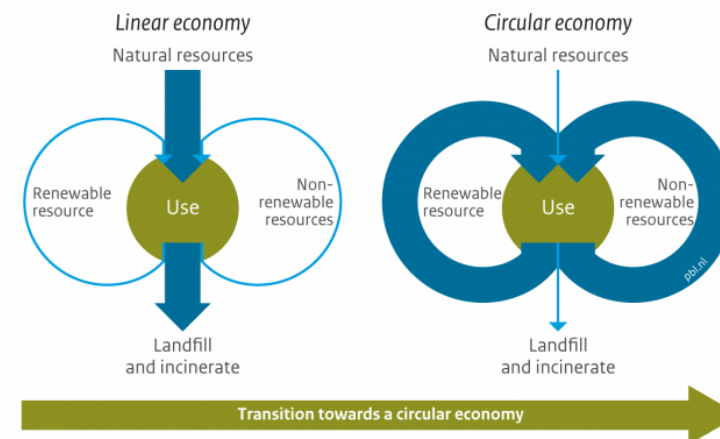 Linear economy
Natural resources
Renewable
resource
Use
Non-
renewable
resources
Landfill
and incinerate
Circular economy
Natural resources
Renewable
resource
Use
Non-
renewable
resources
pbl.nl
Landfill
and incinerate
Transition towards a circular economy